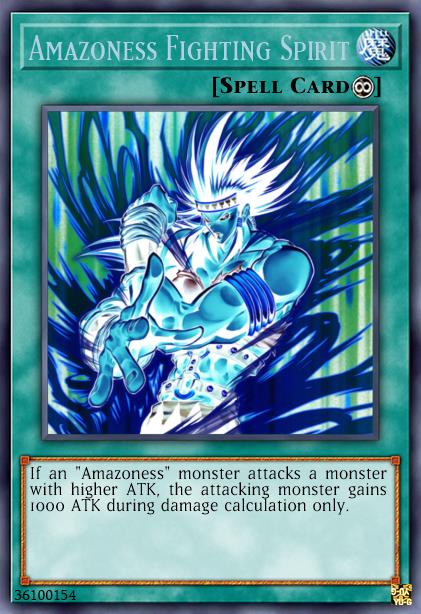 Amazoness Fighting Spirit 魔
[Spell Card]
If an "Amazoness" monster attacks a monster
with higher ATK, the attacking monster gains
1000 ATK during damage calculation only.
36100154